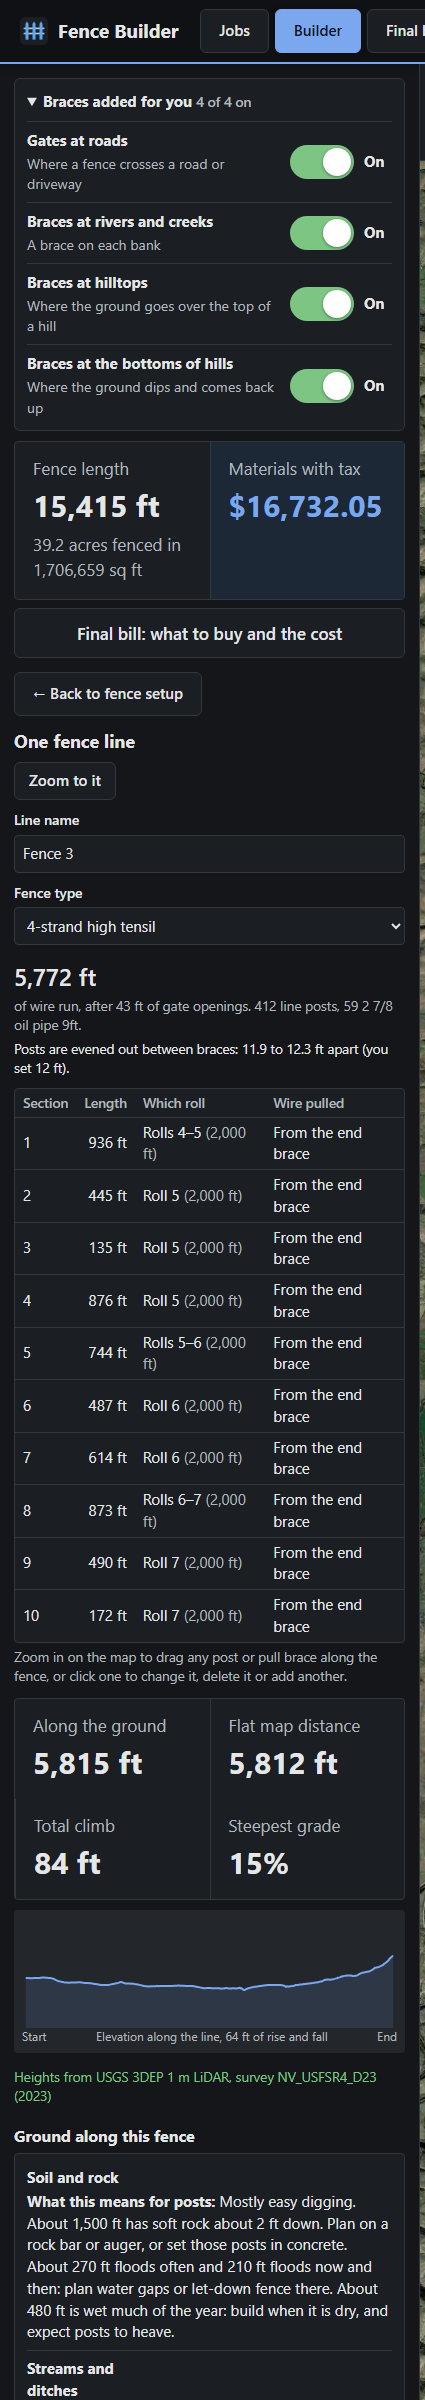 Fence Builder
Jobs
Builder
Final
▼ Braces added for you 4 of 4 on
Gates at roads
Where a fence crosses a road or
driveway
On
Braces at rivers and creeks
A brace on each bank
On
Braces at hilltops
Where the ground goes over the top of
a hill
On
Braces at the bottoms of hills
Where the ground dips and comes back
up
On
Fence length
15,415 ft
39.2 acres fenced in
1,706,659 sq ft
Materials with tax
$16,732.05
Final bill: what to buy and the cost
← Back to fence setup
One fence line
Zoom to it
Line name
Fence 3
Fence type
4-strand high tensil
5,772 ft
of wire run, after 43 ft of gate openings. 412 line posts, 59 2 7/8
oil pipe 9ft.
Posts are evened out between braces: 11.9 to 12.3 ft apart (you
set 12 ft).
Section Length Which roll Wire pulled
1 936 ft Rolls 4–5 (2,000 ft) From the end brace
2 445 ft Roll 5 (2,000 ft) From the end brace
3 135 ft Roll 5 (2,000 ft) From the end brace
4 876 ft Roll 5 (2,000 ft) From the end brace
5 744 ft Rolls 5–6 (2,000 ft) From the end brace
6 487 ft Roll 6 (2,000 ft) From the end brace
7 614 ft Roll 6 (2,000 ft) From the end brace
8 873 ft Rolls 6–7 (2,000 ft) From the end brace
9 490 ft Roll 7 (2,000 ft) From the end brace
10 172 ft Roll 7 (2,000 ft) From the end brace
Zoom in on the map to drag any post or pull brace along the
fence, or click one to change it, delete it or add another.
Along the ground
5,815 ft
Flat map distance
5,812 ft
Total climb
84 ft
Steepest grade
15%
Start
Elevation along the line, 64 ft of rise and fall
End
Heights from USGS 3DEP 1 m LiDAR, survey NV_USFSR4_D23
(2023)
Ground along this fence
Soil and rock
What this means for posts: Mostly easy digging.
About 1,500 ft has soft rock about 2 ft down. Plan on a
rock bar or auger, or set those posts in concrete.
About 270 ft floods often and 210 ft floods now and
then: plan water gaps or let-down fence there. About
480 ft is wet much of the year: build when it is dry, and
expect posts to heave.
Streams and
ditches